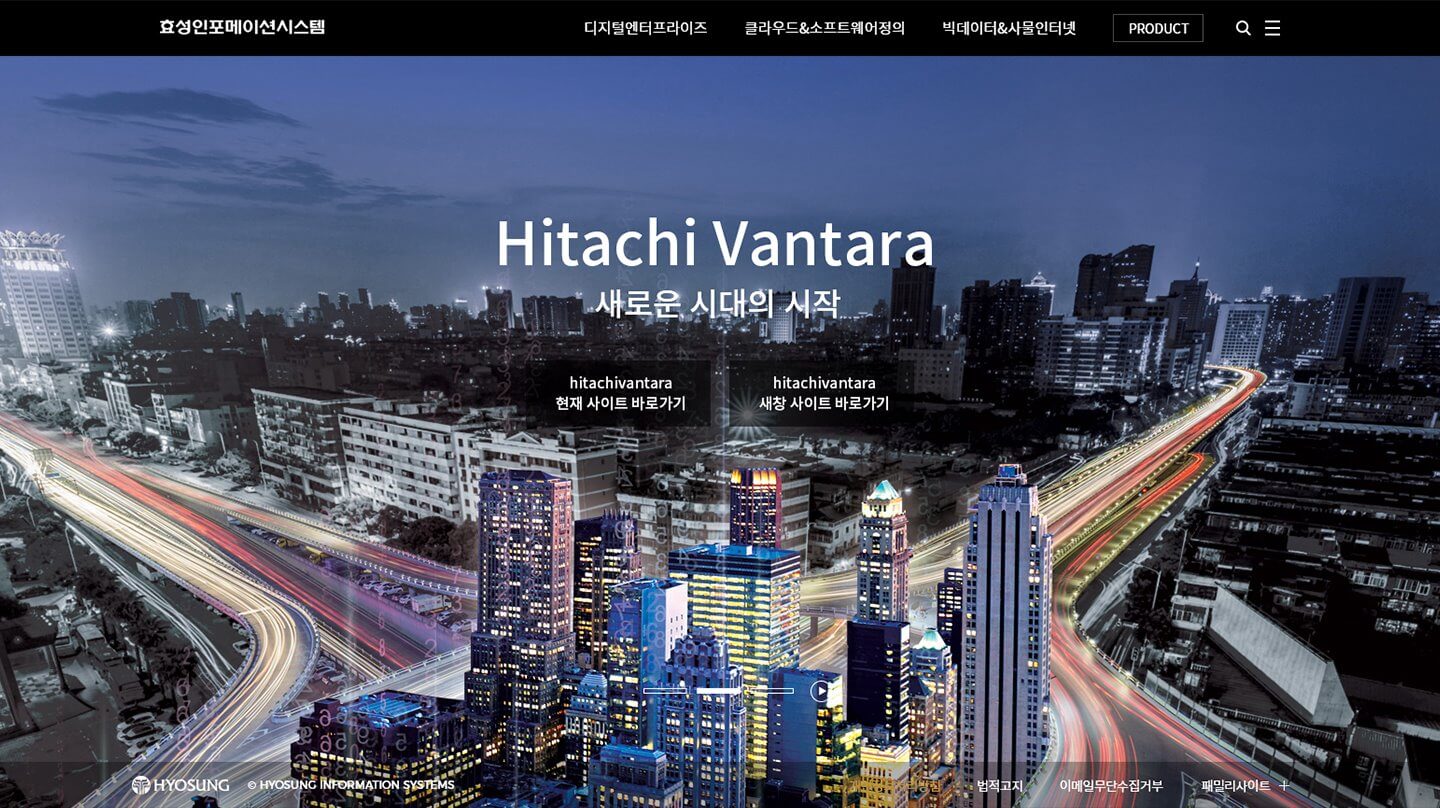 효성인포메이션시스템
디지털엔터프라이즈
클라우드&소프트웨어정의
빅데이터&사물인터넷
PRODUCT
Hitachi Vantara
새로운 시대의 시작
hitachivantara
현재 사이트 바로가기
hitachivantara
새창 사이트 바로가기
HYOSUNG
© HYOSUNG INFORMATION SYSTEMS
법적고지
이메일무단수집거부
패밀리사이트 +